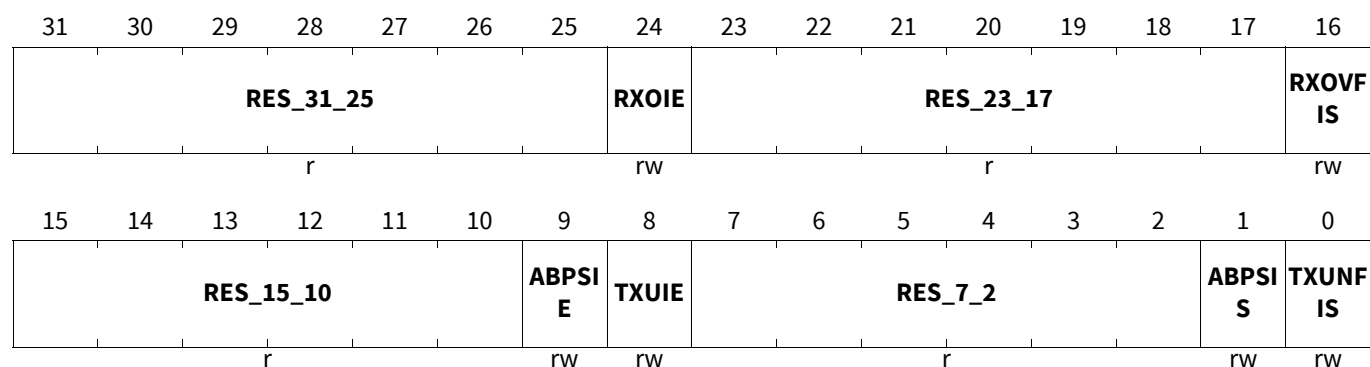 31 30 29 28 27 26 25 24 23 22 21 20 19 18 17 16
RES_31_25 RXOIE RES_23_17 RXOVF
IS
r rw r rw
15 14 13 12 11 10 9 8 7 6 5 4 3 2 1 0
RES_15_10 ABPSI TXUIE RES_7_2 ABPSI TXUNF
E S IS
r rw rw r rw rw